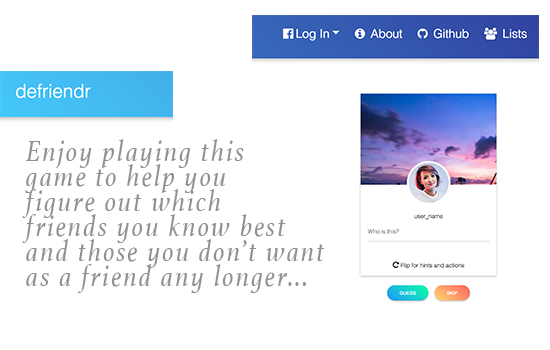 Log In About Github Lists
defriendr
Enjoy playing this
game to help you
figure out which
friends you know best
and those you don't want
as a friend any longer...
user_name
Who is this?
Flip for hints and actions
GUESS SKIP